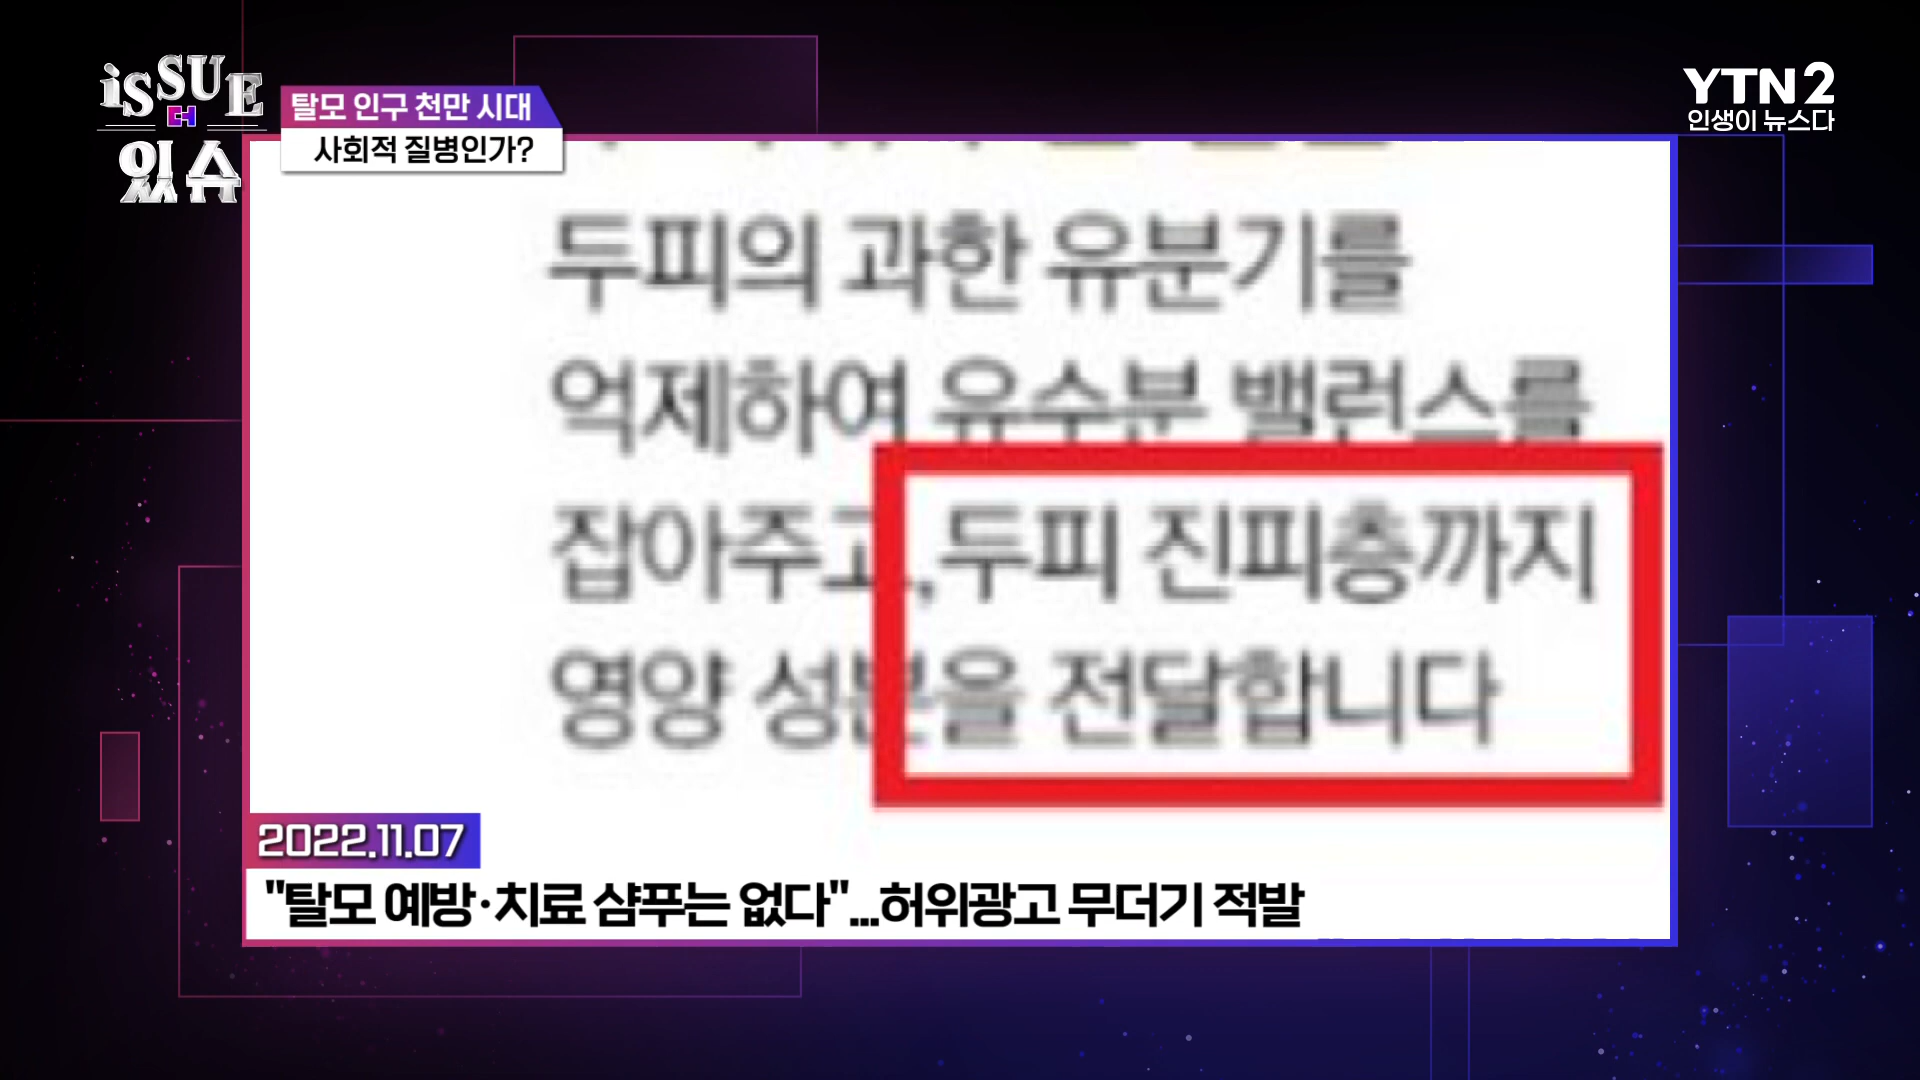 iSSUE
더
있슈
탈모 인구 천만 시대
사회적 질병인가?
YTN2
인생이 뉴스다
두피의 과한 유분기를
억제하여 유수분 밸런스를
잡아주고,두피 진피층까지
영양 성분을 전달합니다
2022.11.07
"탈모 예방·치료 샴푸는 없다"...허위광고 무더기 적발